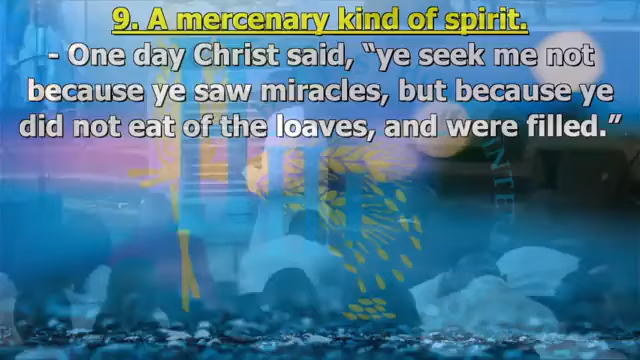 9. A mercenary kind of spirit.
- One day Christ said, “ye seek me not
because ye saw miracles, but because ye
did not eat of the loaves, and were filled.”
INTE